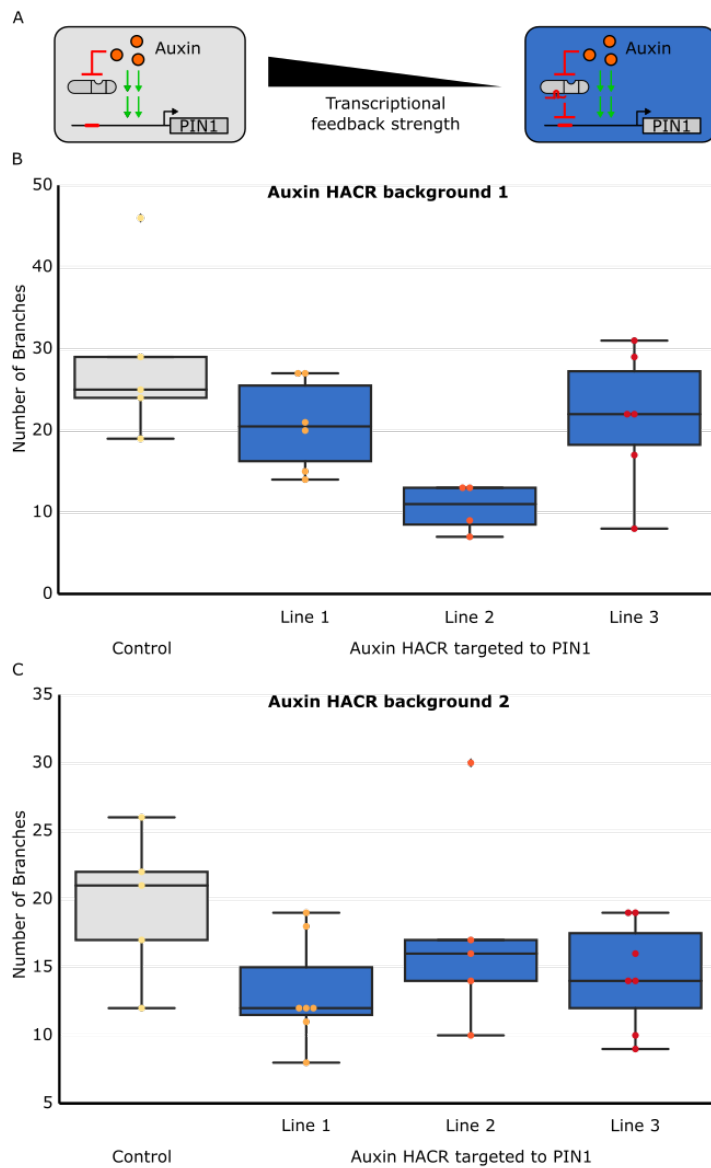 A
Auxin
PIN1
Transcriptional
feedback strength
Auxin
PIN1
B
Auxin HACR background 1
Number of Branches
50
40
30
20
10
0
Line 1
Line 2
Line 3
Control
Auxin HACR targeted to PIN1
C
Auxin HACR background 2
Number of Branches
35
30
25
20
15
10
5
Line 1
Line 2
Line 3
Control
Auxin HACR targeted to PIN1